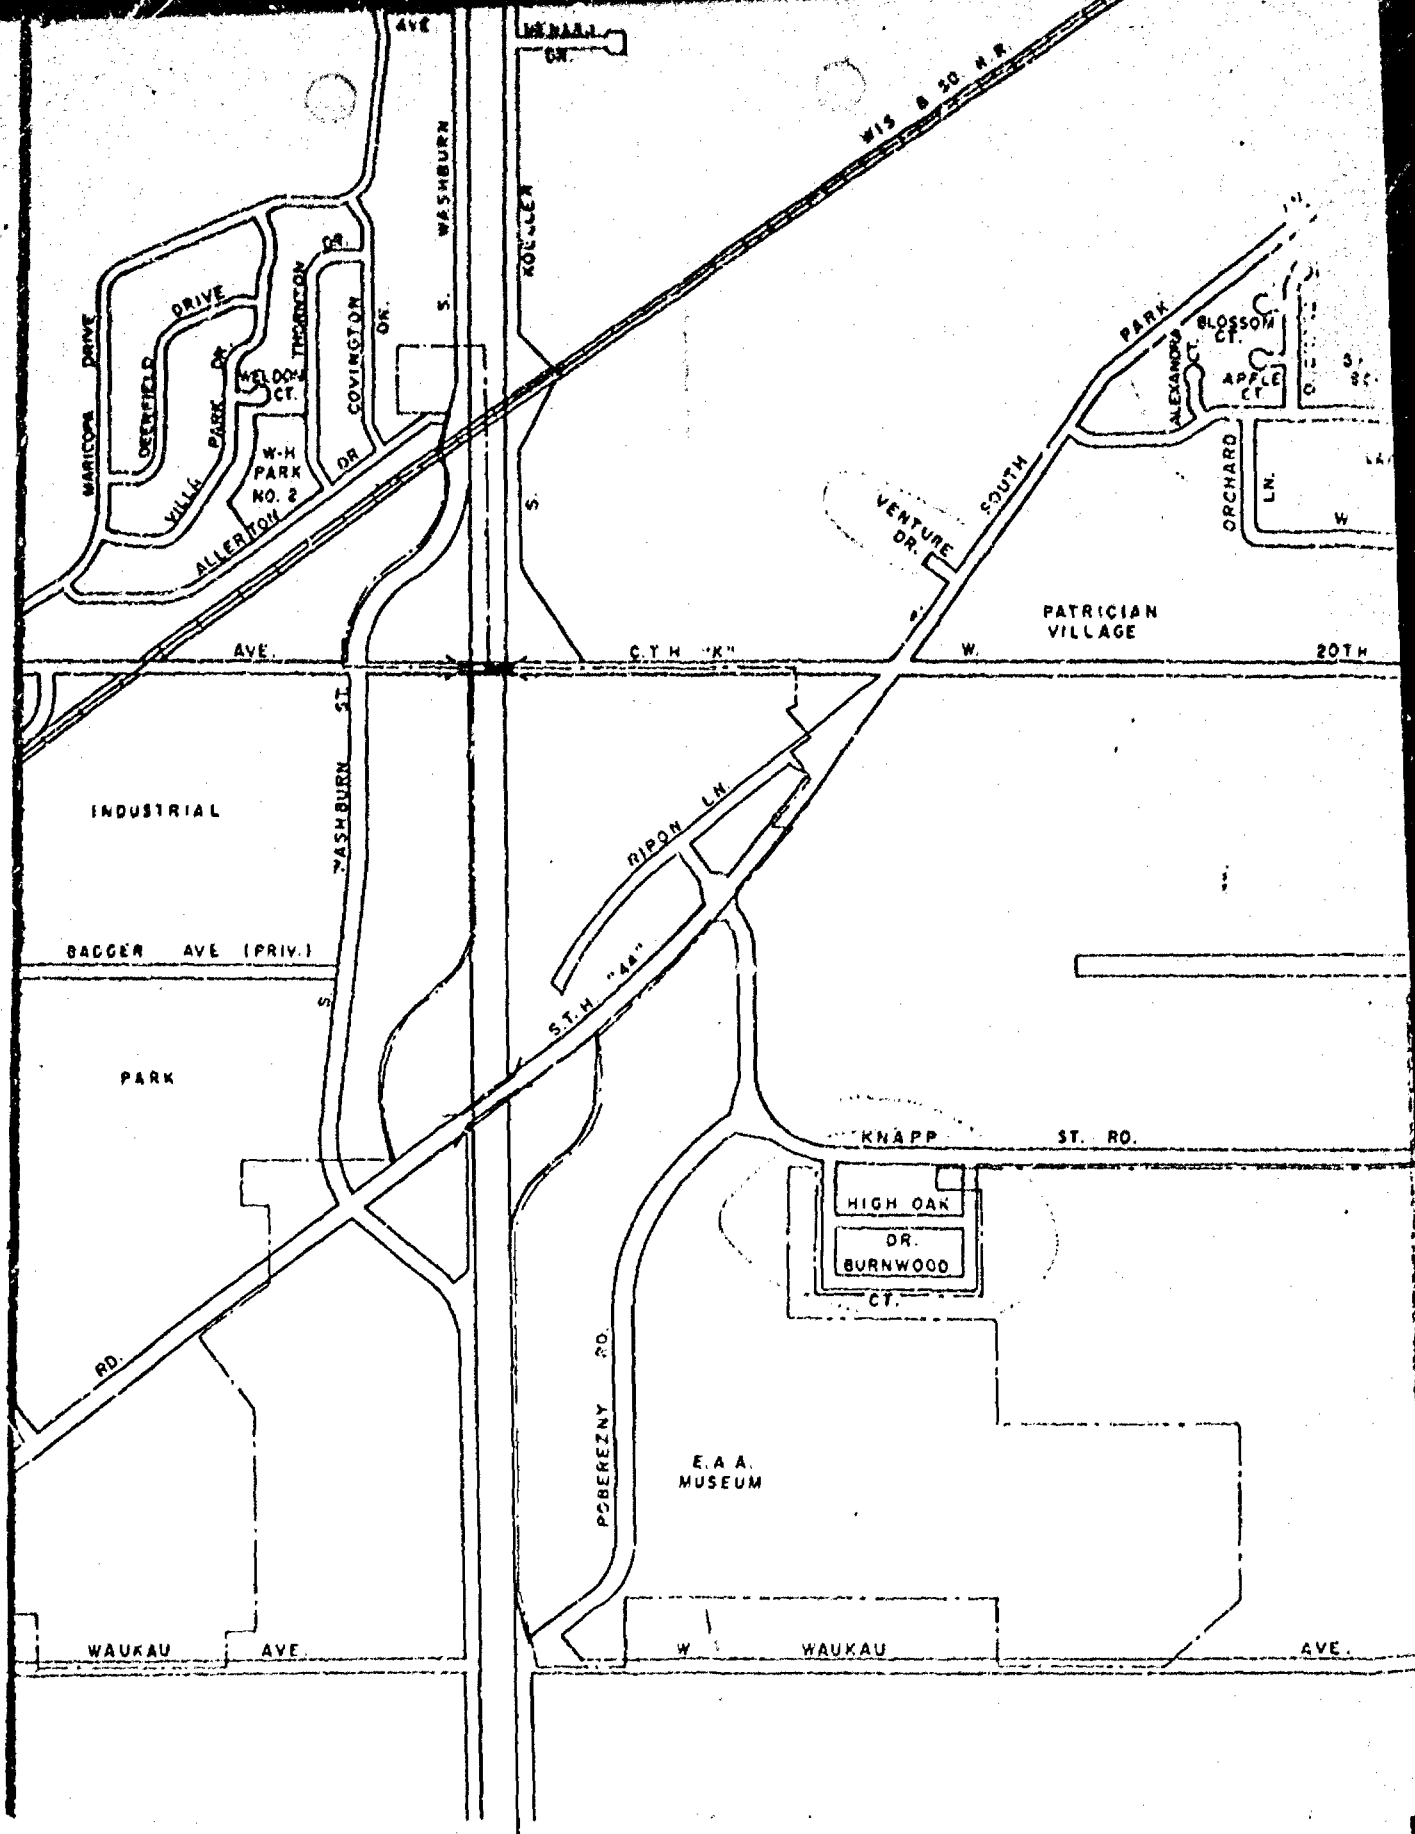 AVE
DR.
WIS & SO. R.R.
S. WASHBURN
KOELLER
S.
MARICOPA DRIVE
DEERFIELD DRIVE
VILLA PARK DR.
WELDON
CT.
THORNTON DR.
COVINGTON DR.
W-H
PARK
NO. 2
ALLERTON DR
SOUTH PARK
ALEXANDRA CT.
BLOSSOM
CT.
APPLE
CT
ORCHARD LN.
W
VENTURE
DR.
PATRICIAN
VILLAGE
AVE.
C.T H "K"
W. 20TH
S. WASHBURN ST.
INDUSTRIAL
RIPON LN.
BADGER AVE (PRIV.)
S.T.H. "44"
PARK
KNAPP ST. RD.
HIGH OAK
DR.
BURNWOOD
CT.
RD.
POBEREZNY RD.
E.A A.
MUSEUM
WAUKAU AVE.
W WAUKAU AVE.